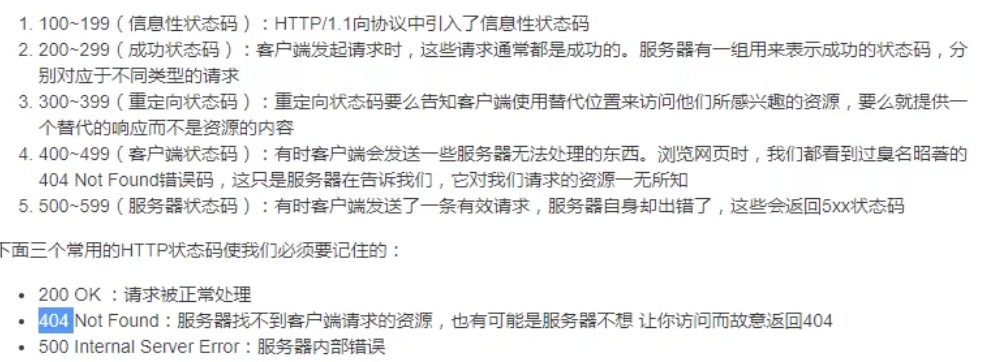 1. 100~199（信息性状态码）：HTTP/1.1向协议中引入了信息性状态码
2. 200~299（成功状态码）：客户端发起请求时，这些请求通常都是成功的。服务器有一组用来表示成功的状态码，分
别对应于不同类型的请求
3. 300~399（重定向状态码）：重定向状态码要么告知客户端使用替代位置来访问他们所感兴趣的资源，要么就提供一
个替代的响应而不是资源的内容
4. 400~499（客户端状态码）：有时客户端会发送一些服务器无法处理的东西。浏览网页时，我们都看到过臭名昭著的
404 Not Found错误码，这只是服务器在告诉我们，它对我们请求的资源一无所知
5. 500~599（服务器状态码）：有时客户端发送了一条有效请求，服务器自身却出错了，这些会返回5xx状态码
下面三个常用的HTTP状态码使我们必须要记住的：
• 200 OK ：请求被正常处理
• 404 Not Found：服务器找不到客户端请求的资源，也有可能是服务器不想 让你访问而故意返回404
• 500 Internal Server Error：服务器内部错误